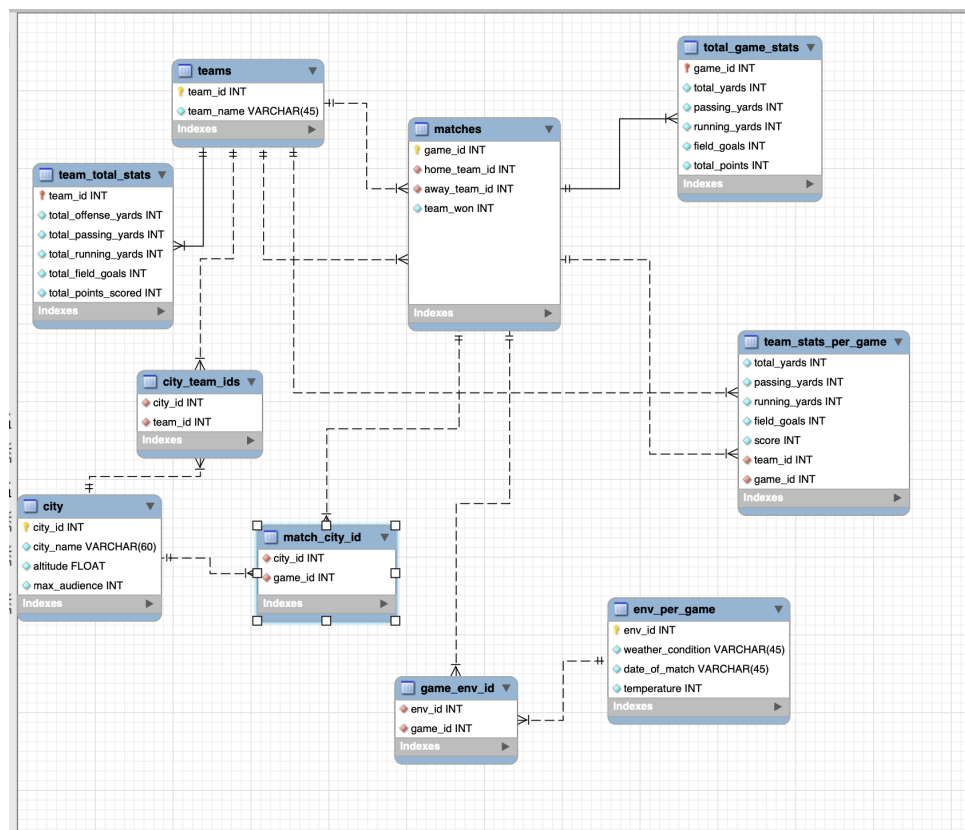 teams
team_id INT
team_name VARCHAR(45)
Indexes
total_game_stats
game_id INT
total_yards INT
passing_yards INT
running_yards INT
field_goals INT
total_points INT
Indexes
matches
game_id INT
home_team_id INT
away_team_id INT
team_won INT
Indexes
team_total_stats
team_id INT
total_offense_yards INT
total_passing_yards INT
total_running_yards INT
total_field_goals INT
total_points_scored INT
Indexes
team_stats_per_game
total_yards INT
passing_yards INT
running_yards INT
field_goals INT
score INT
team_id INT
game_id INT
Indexes
city_team_ids
city_id INT
team_id INT
Indexes
city
city_id INT
city_name VARCHAR(60)
altitude FLOAT
max_audience INT
Indexes
match_city_id
city_id INT
game_id INT
Indexes
env_per_game
env_id INT
weather_condition VARCHAR(45)
date_of_match VARCHAR(45)
temperature INT
Indexes
game_env_id
env_id INT
game_id INT
Indexes